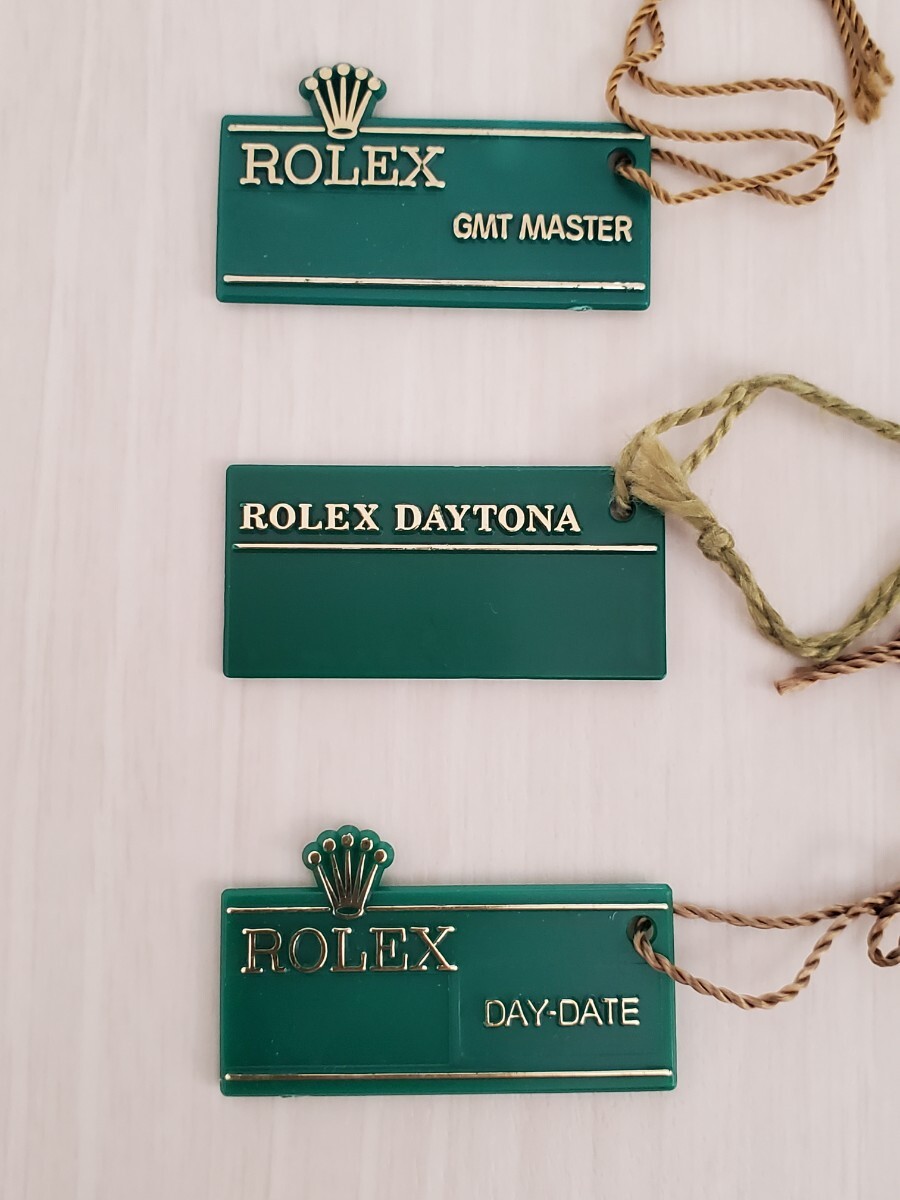 ROLEX
GMT MASTER
ROLEX DAYTONA
ROLEX
DAY-DATE